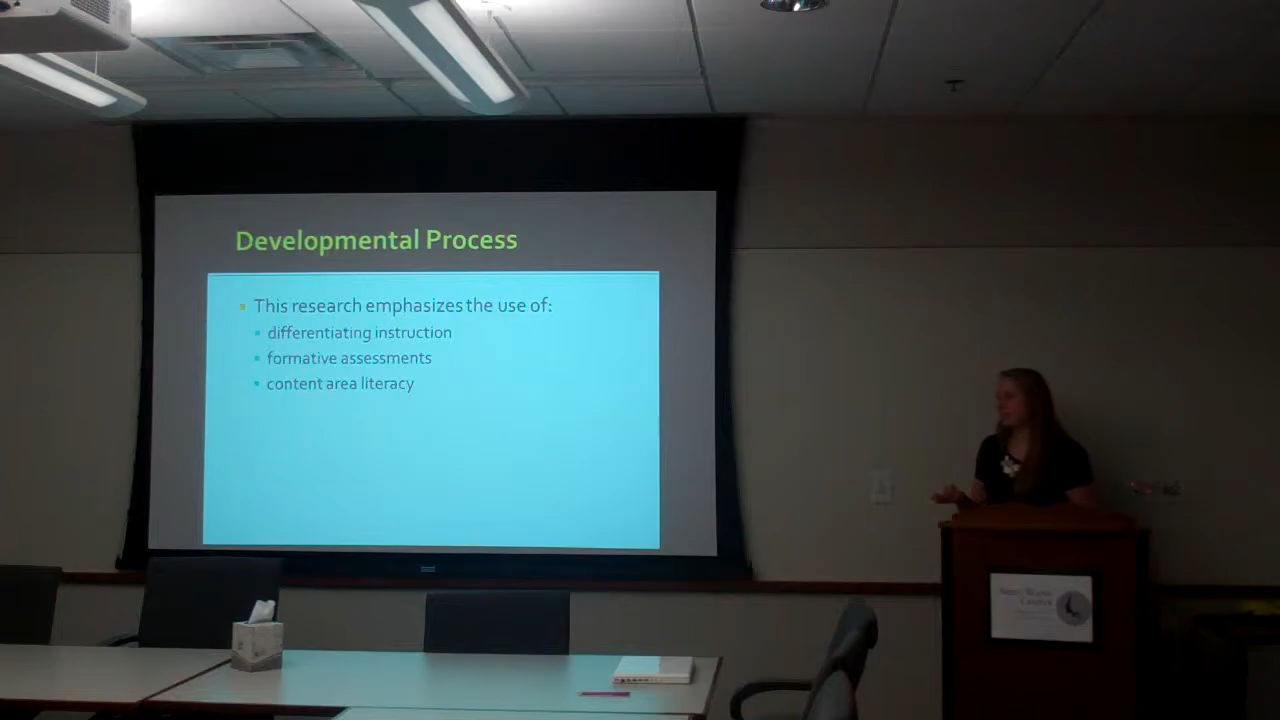 Developmental Process
This research emphasizes the use of:
differentiating instruction
formative assessments
content area literacy